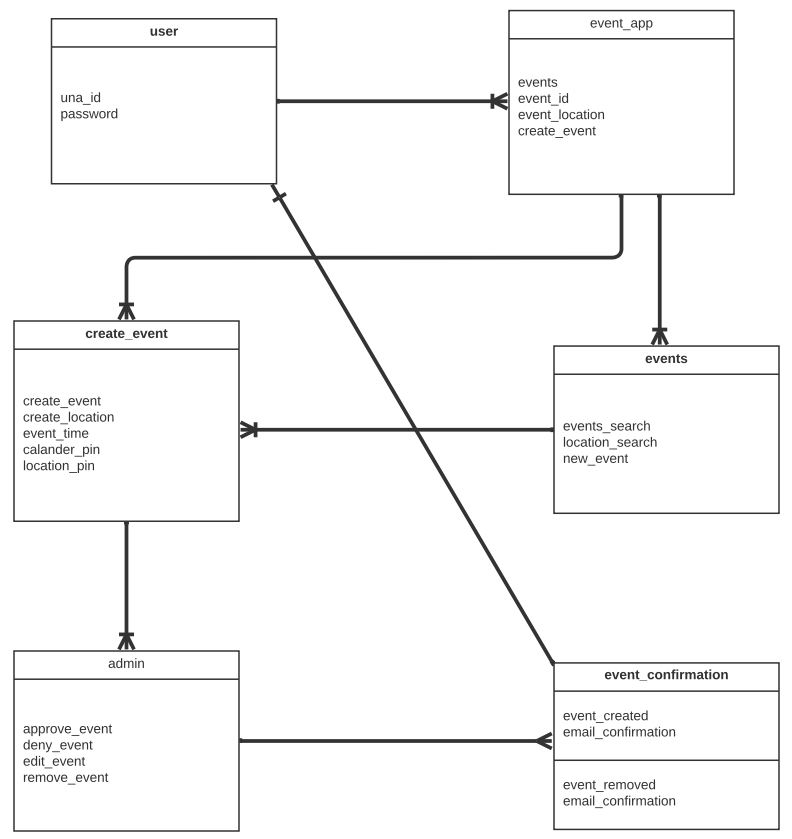 user
una_id
password
event_app
events
event_id
event_location
create_event
create_event
create_event
create_location
event_time
calander_pin
location_pin
events
events_search
location_search
new_event
admin
approve_event
deny_event
edit_event
remove_event
event_confirmation
event_created
email_confirmation
event_removed
email_confirmation